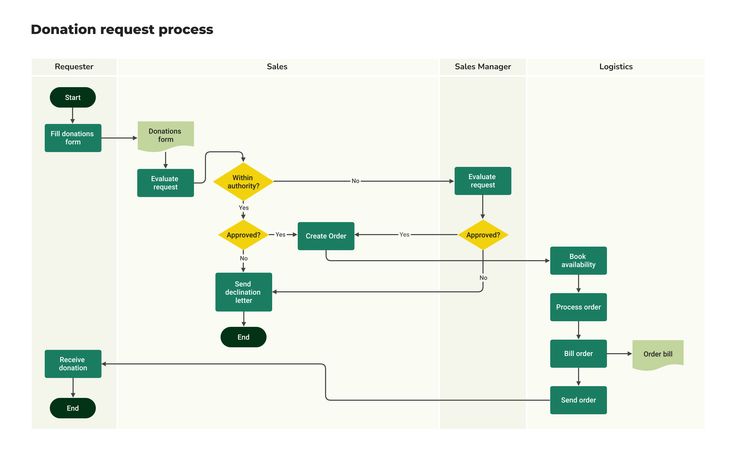 Donation request process
Requester
Sales
Sales Manager
Logistics
Start
Fill donations
form
Donations
form
Evaluate
request
Within
authority?
No
Evaluate
request
Yes
Approved?
Yes
Create Order
Yes
Approved?
No
No
Send
declination
letter
End
Book
availability
Process order
Bill order
Order bill
Send order
Receive
donation
End